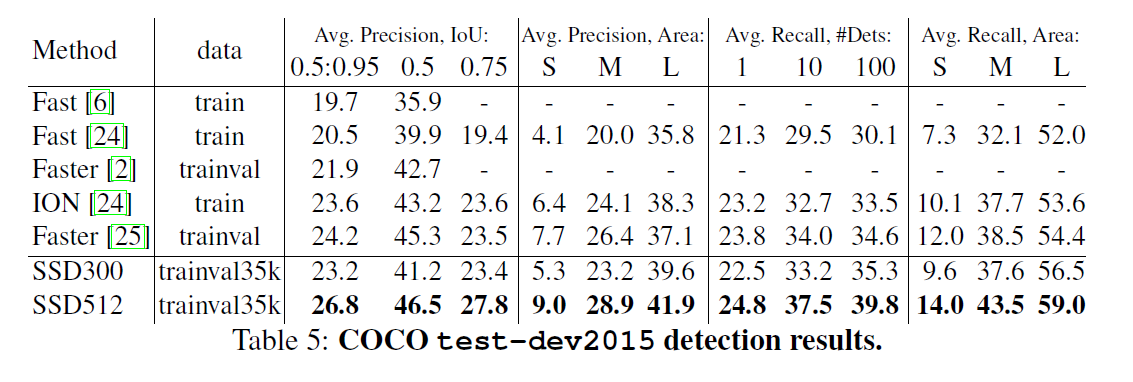 Method data Avg. Precision, IoU: Avg. Precision, Area: Avg. Recall, #Dets: Avg. Recall, Area:
0.5:0.95 0.5 0.75 S M L 1 10 100 S M L
Fast [6] train 19.7 35.9 - - - - - - - - - -
Fast [24] train 20.5 39.9 19.4 4.1 20.0 35.8 21.3 29.5 30.1 7.3 32.1 52.0
Faster [2] trainval 21.9 42.7 - - - - - - - - - -
ION [24] train 23.6 43.2 23.6 6.4 24.1 38.3 23.2 32.7 33.5 10.1 37.7 53.6
Faster [25] trainval 24.2 45.3 23.5 7.7 26.4 37.1 23.8 34.0 34.6 12.0 38.5 54.4
SSD300 trainval35k 23.2 41.2 23.4 5.3 23.2 39.6 22.5 33.2 35.3 9.6 37.6 56.5
SSD512 trainval35k 26.8 46.5 27.8 9.0 28.9 41.9 24.8 37.5 39.8 14.0 43.5 59.0
Table 5: COCO test-dev2015 detection results.